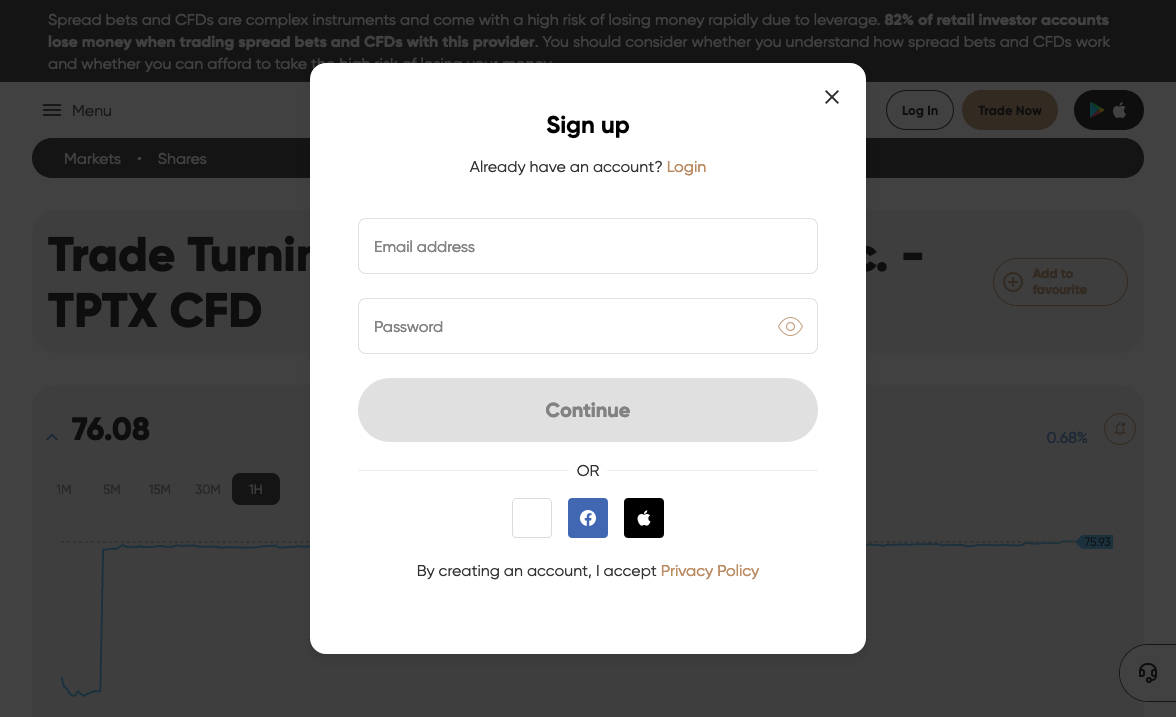 Spread bets and CFDs are complex instruments and come with a high risk of losing money rapidly due to leverage. 82% of retail investor accounts
lose money when trading spread bets and CFDs with this provider. You should consider whether you understand how spread bets and CFDs work
and whether you can afford to take the high risk of losing your money.
Menu
Log In
Trade Now
Markets • Shares
Trade Turnin c. -
TPTX CFD
Add to
favourite
76.08
0.68%
1M 5M 15M 30M 1H
75.93
Sign up
Already have an account? Login
Email address
Password
Continue
OR
By creating an account, I accept Privacy Policy